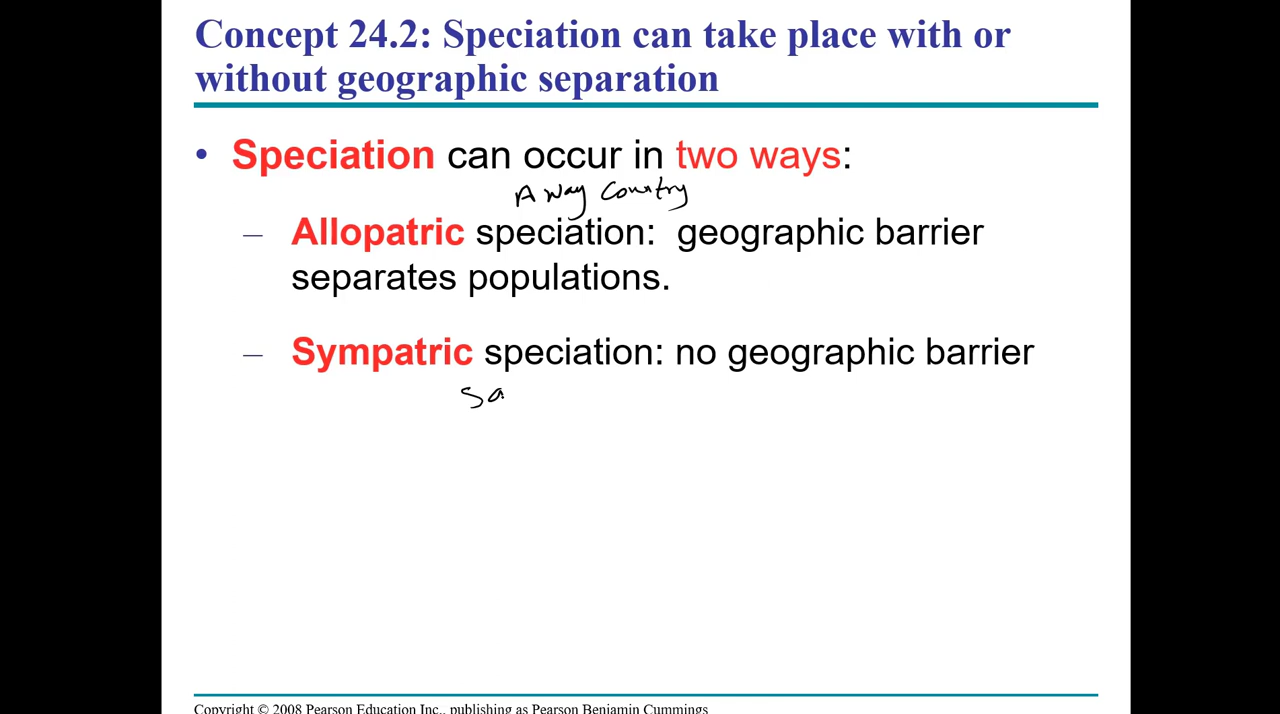 Concept 24.2: Speciation can take place with or
without geographic separation
• Speciation can occur in two ways:
Away Country
– Allopatric speciation:  geographic barrier
separates populations.
– Sympatric speciation: no geographic barrier
Sa
Copyright © 2008 Pearson Education Inc., publishing as Pearson Benjamin Cummings